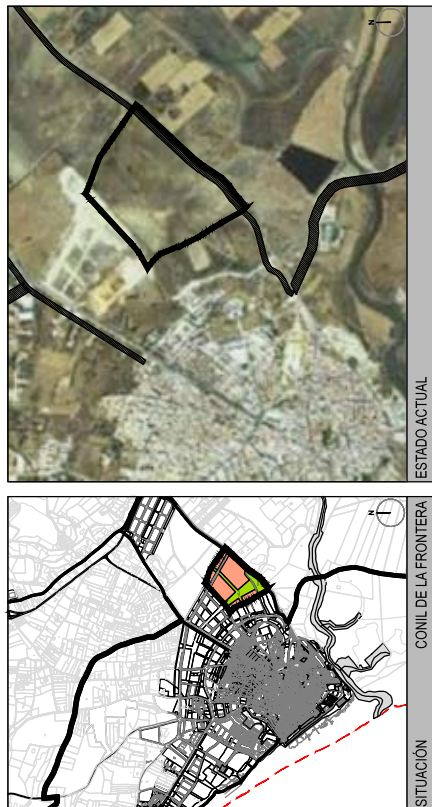 N
ESTADO ACTUAL
N
SITUACIÓN
CONIL DE LA FRONTERA